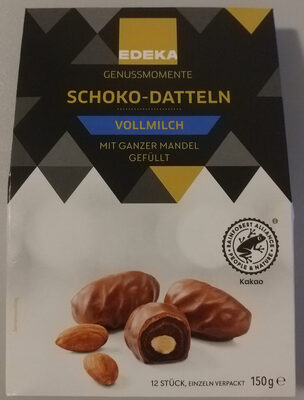 EDEKA
GENUSSMOMENTE
SCHOKO-DATTELN
VOLLMILCH
MIT GANZER MANDEL
GEFÜLLT
RAINFOREST ALLIANCE
PEOPLE & NATURE
Kakao
12 STÜCK, EINZELN VERPACKT 150g e